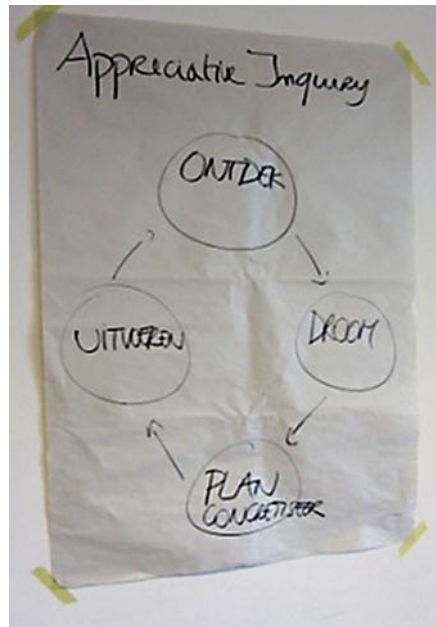 Appreciative Inquiry
ONTDEK
DROOM
UITVOEREN
PLAN
CONCRETISEER